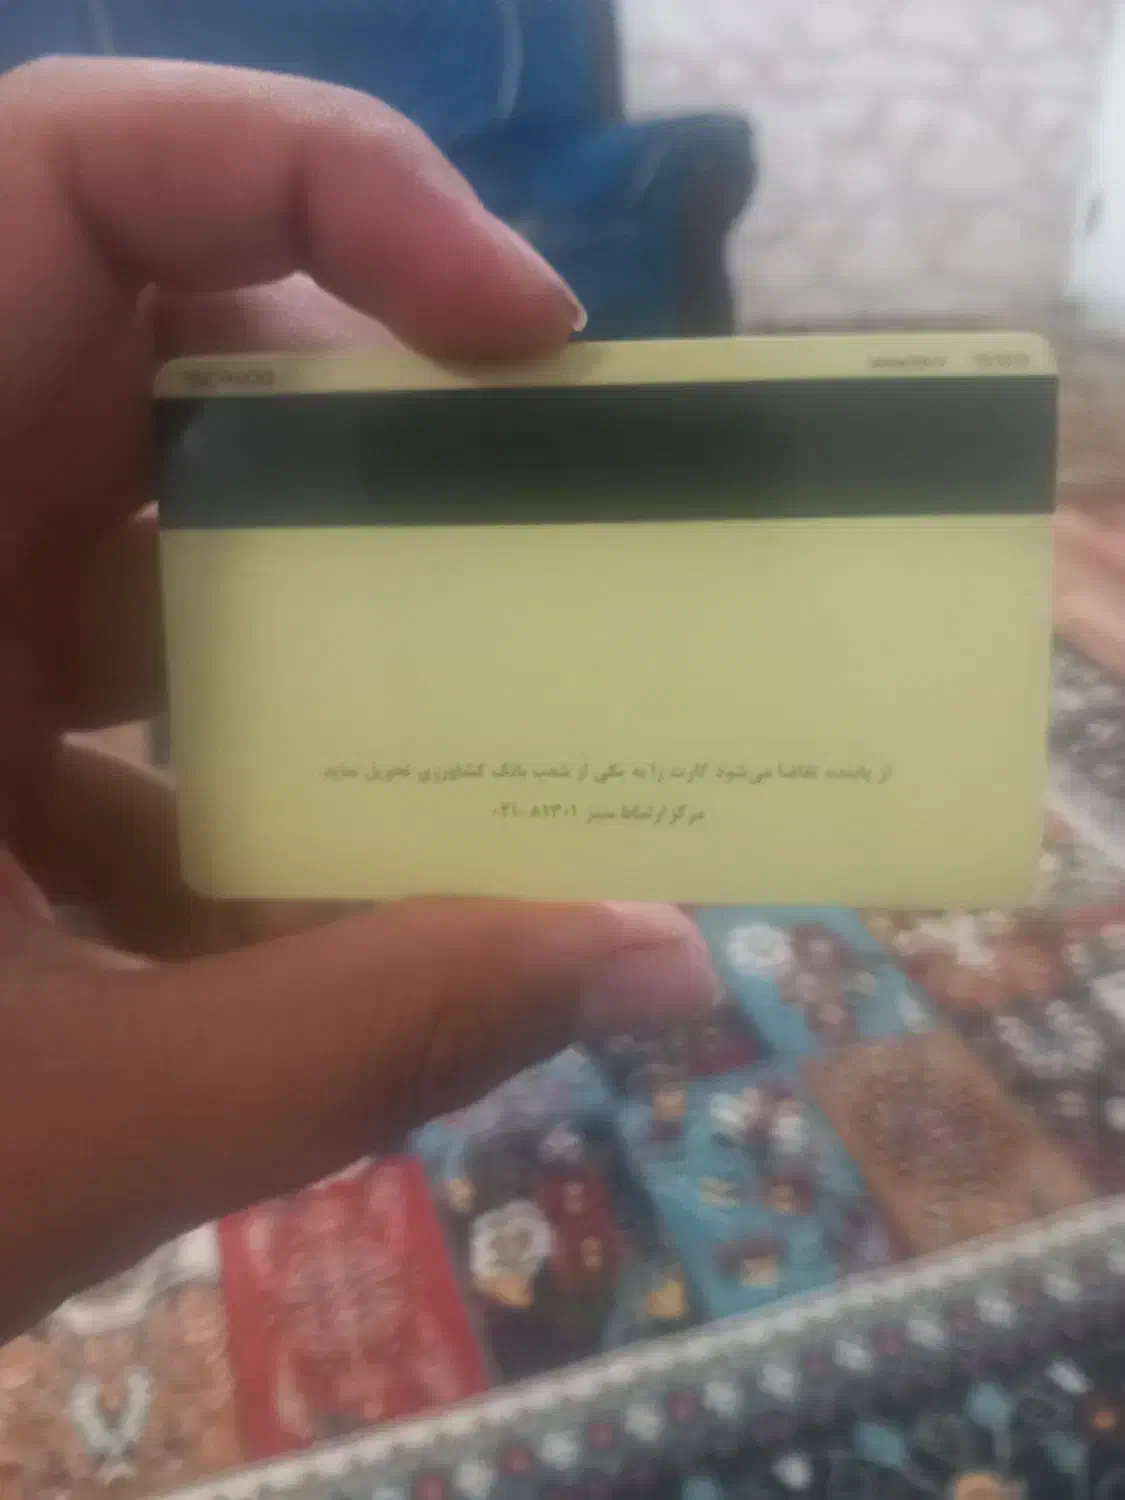 از یابنده تقاضا می‌شود کارت را به یکی از شعب بانک کشاورزی تحویل نماید.
مرکز ارتباط سبز ۸۱۳۰۱-۰۲۱